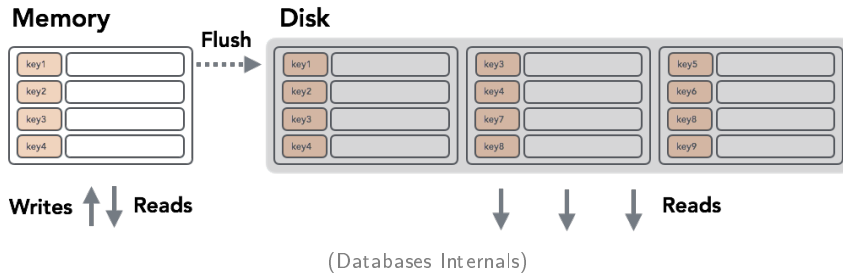 Memory
Disk
Flush
key1
key2
key3
key4
key1
key2
key3
key4
key3
key4
key7
key8
key5
key6
key8
key9
Writes
Reads
Reads
(Databases Internals)